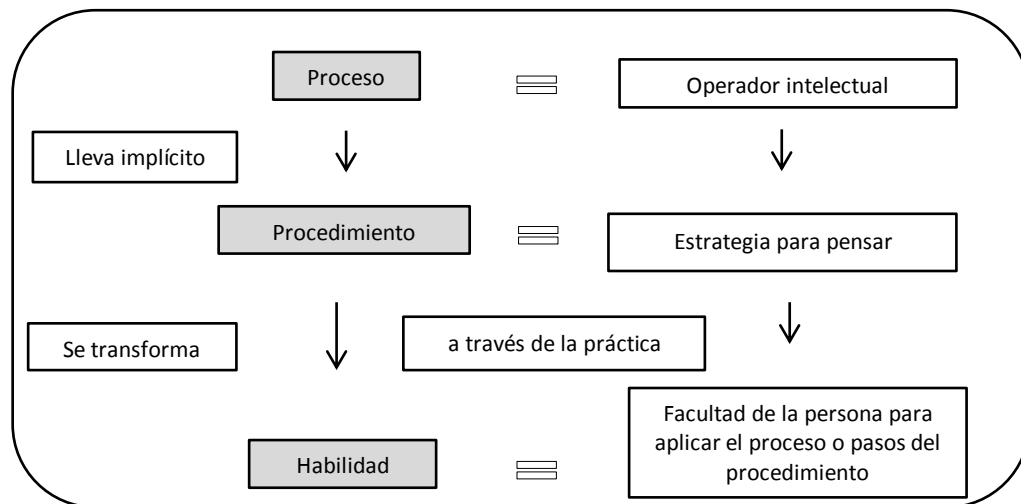 Proceso
Operador intelectual
Lleva implícito
Procedimiento
Estrategia para pensar
Se transforma
a través de la práctica
Facultad de la persona para
aplicar el proceso o pasos del
procedimiento
Habilidad